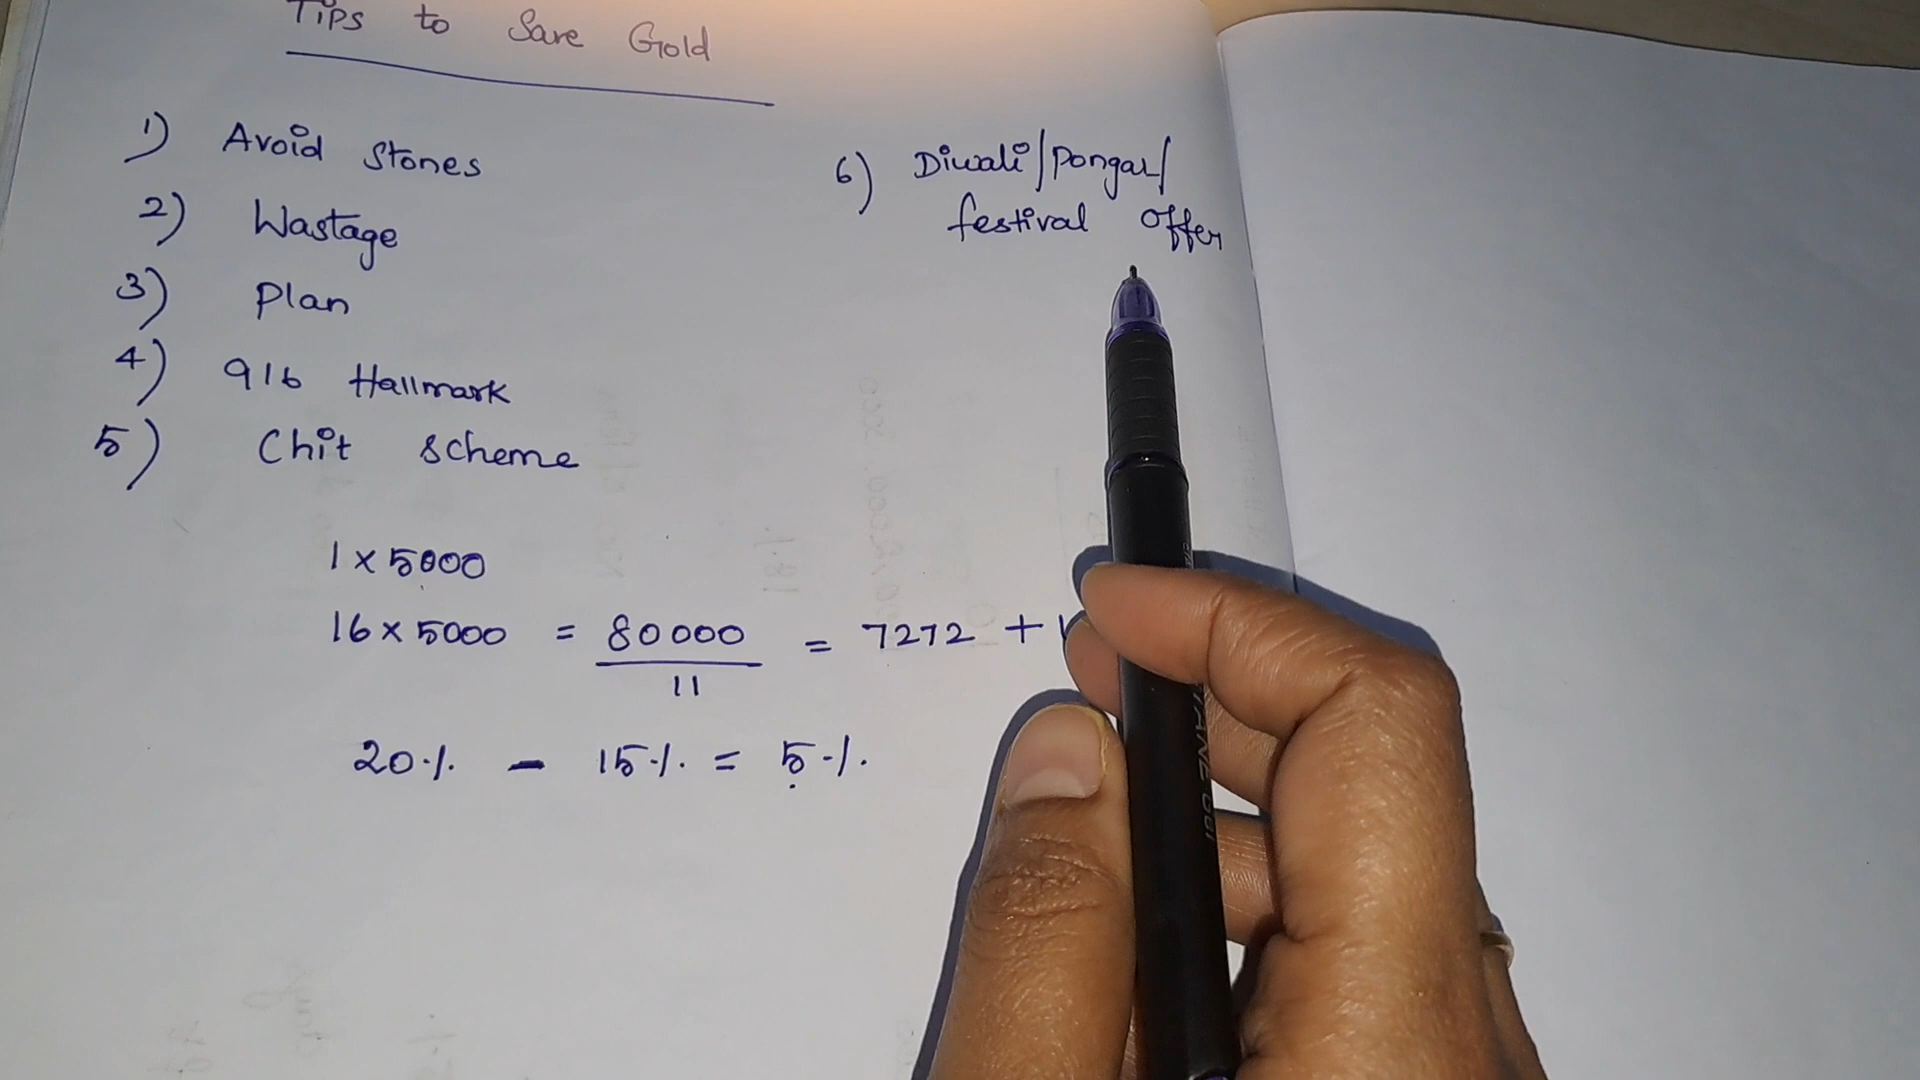 Tips to Save Gold
1) Avoid Stones
2) Wastage
3) Plan
4) 916 Hallmark
5) Chit scheme
1 x 5000
16 x 5000 = 80000 / 11 = 7272 +
20% - 15% = 5%.
6) Diwali/Pongal/
festival offer